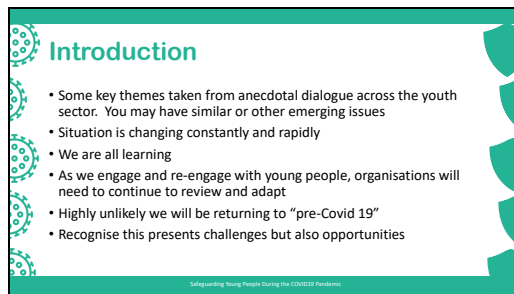 Introduction
• Some key themes taken from anecdotal dialogue across the youth
sector.  You may have similar or other emerging issues
• Situation is changing constantly and rapidly
• We are all learning
• As we engage and re-engage with young people, organisations will
need to continue to review and adapt
• Highly unlikely we will be returning to “pre-Covid 19”
• Recognise this presents challenges but also opportunities
Safeguarding Young People During the COVID19 Pandemic